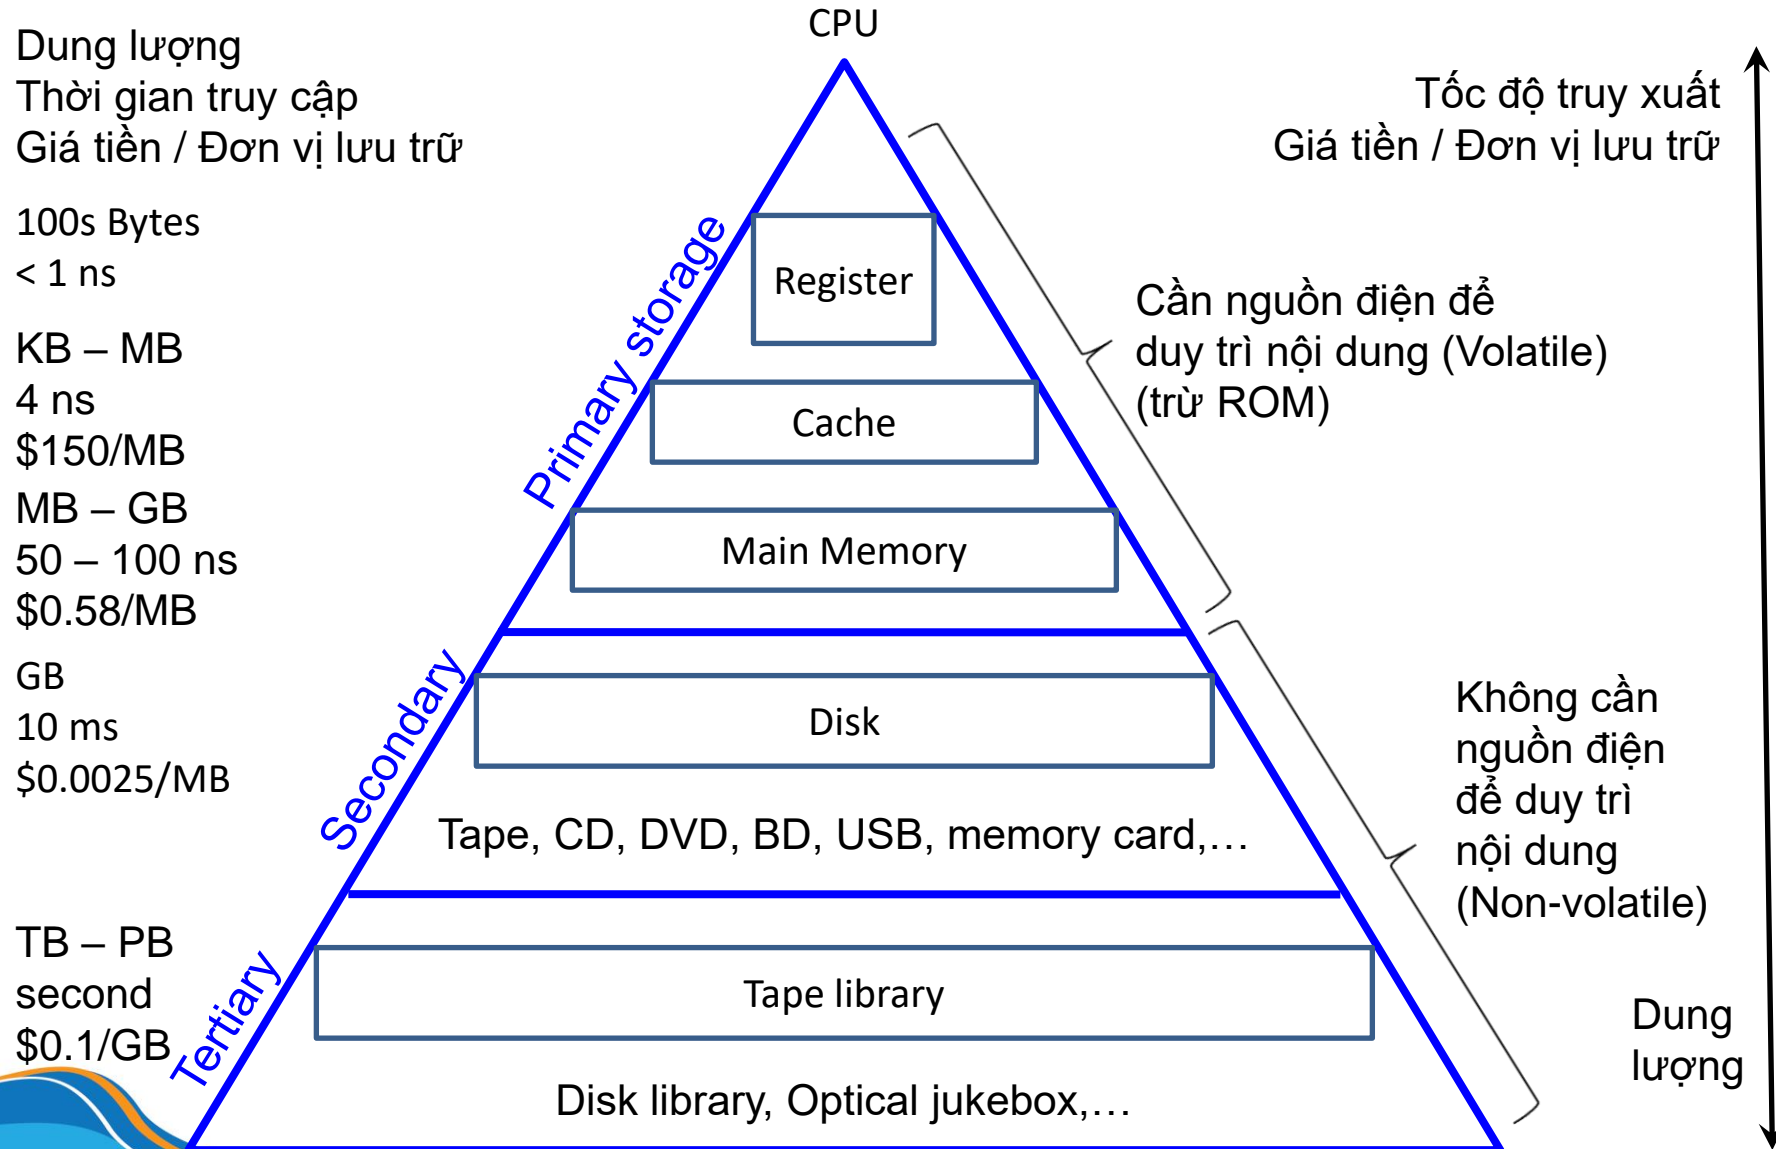 CPU
Dung lượng
Thời gian truy cập
Giá tiền / Đơn vị lưu trữ
Tốc độ truy xuất
Giá tiền / Đơn vị lưu trữ
100s Bytes
< 1 ns
Register
Primary storage
Cần nguồn điện để
duy trì nội dung (Volatile)
(trừ ROM)
KB – MB
4 ns
$150/MB
Cache
MB – GB
50 – 100 ns
$0.58/MB
Main Memory
GB
10 ms
$0.0025/MB
Secondary
Disk
Tape, CD, DVD, BD, USB, memory card,…
Không cần
nguồn điện
để duy trì
nội dung
(Non-volatile)
TB – PB
second
$0.1/GB
Tertiary
Tape library
Disk library, Optical jukebox,…
Dung
lượng